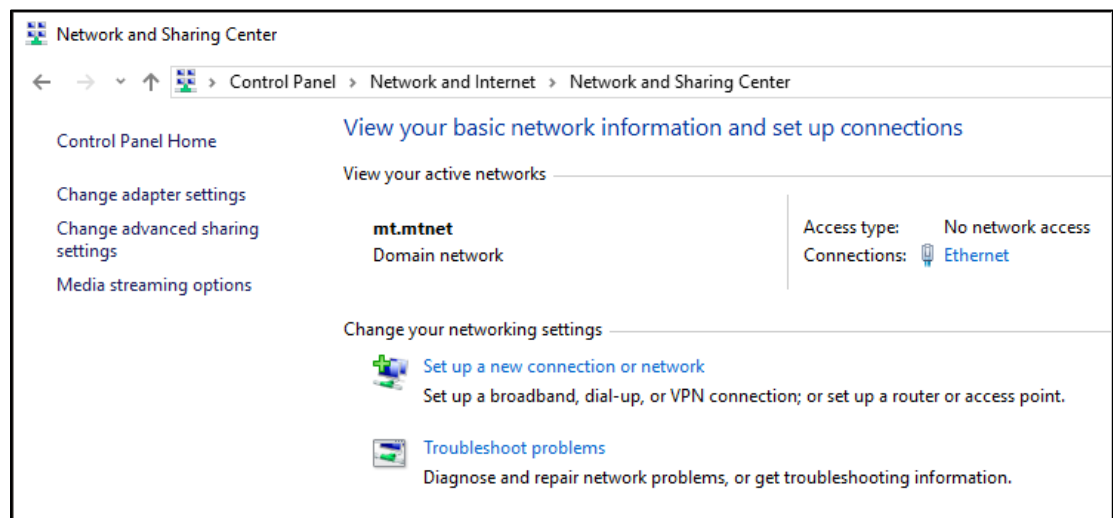 Network and Sharing Center
Control Panel > Network and Internet > Network and Sharing Center
Control Panel Home
Change adapter settings
Change advanced sharing
settings
Media streaming options
View your basic network information and set up connections
View your active networks
mt.mtnet
Domain network
Access type: No network access
Connections: Ethernet
Change your networking settings
Set up a new connection or network
Set up a broadband, dial-up, or VPN connection; or set up a router or access point.
Troubleshoot problems
Diagnose and repair network problems, or get troubleshooting information.